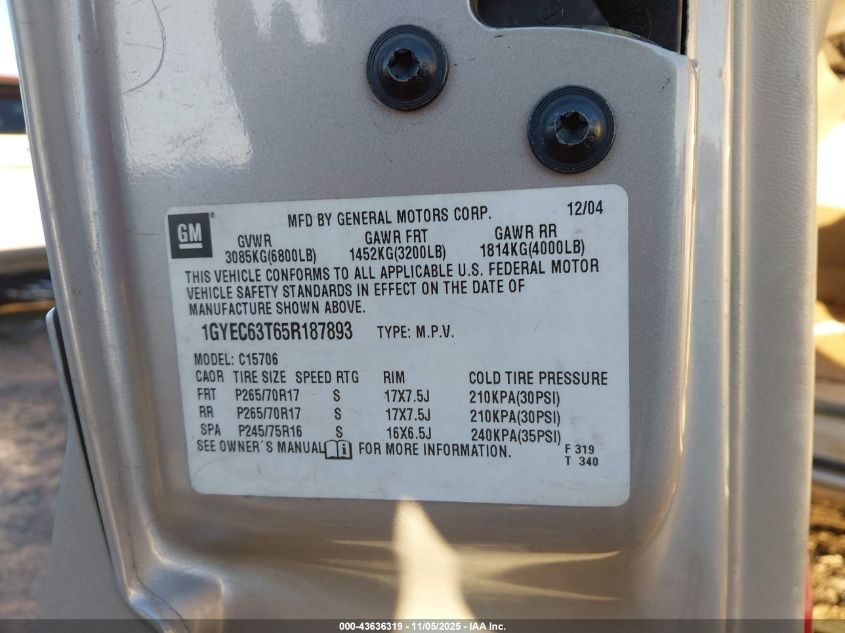 GM
MFD BY GENERAL MOTORS CORP. 12/04
GVWR GAWR FRT GAWR RR
3085KG(6800LB) 1452KG(3200LB) 1814KG(4000LB)
THIS VEHICLE CONFORMS TO ALL APPLICABLE U.S. FEDERAL MOTOR
VEHICLE SAFETY STANDARDS IN EFFECT ON THE DATE OF
MANUFACTURE SHOWN ABOVE.
1GYEC63T65R187893 TYPE: M.P.V.
MODEL: C15706
CAOR TIRE SIZE SPEED RTG RIM COLD TIRE PRESSURE
FRT P265/70R17 S 17X7.5J 210KPA(30PSI)
RR P265/70R17 S 17X7.5J 210KPA(30PSI)
SPA P245/75R16 S 16X6.5J 240KPA(35PSI)
SEE OWNER'S MANUAL i FOR MORE INFORMATION.
F 319
T 340
000-43636319 | 11/05/2025 | IAAI.COM